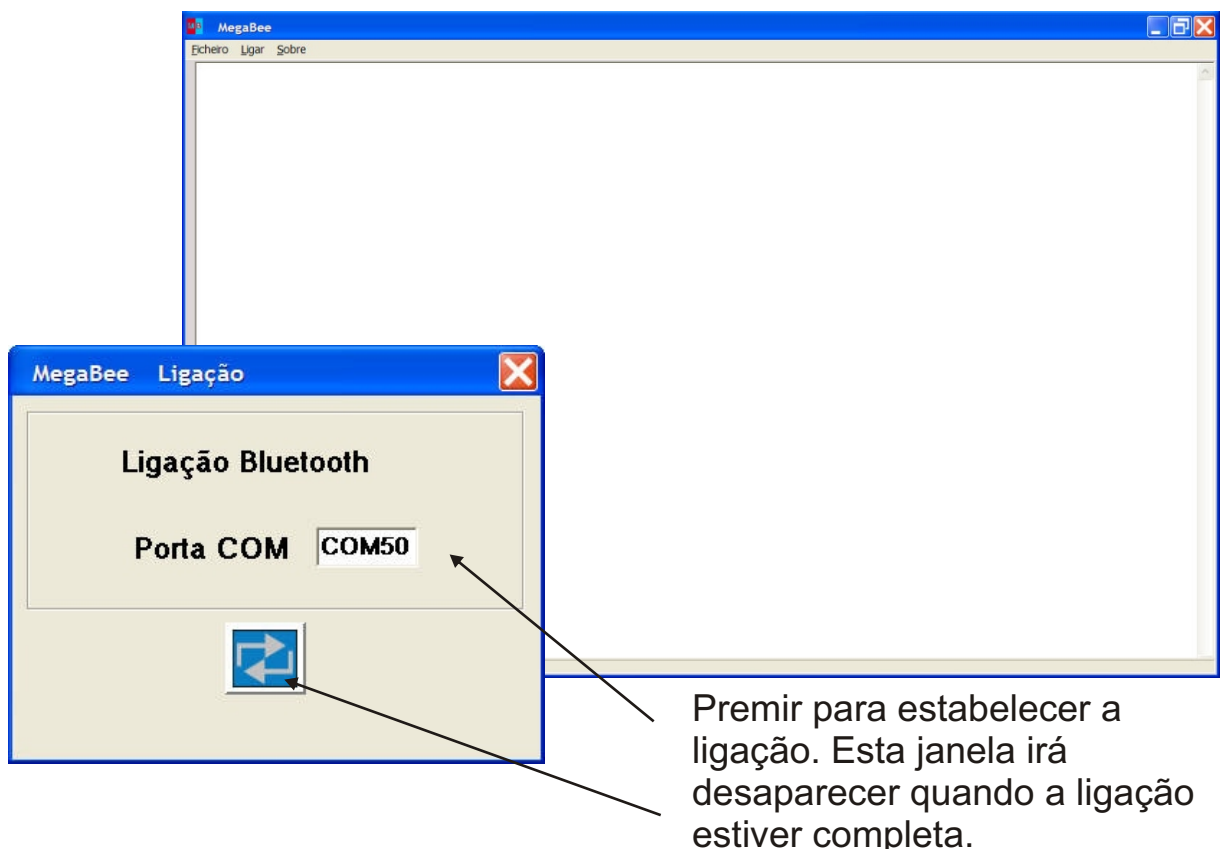 MegaBee
Ficheiro Ligar Sobre
MegaBee Ligação
Ligação Bluetooth
Porta COM COM50
Premir para estabelecer a
ligação. Esta janela irá
desaparecer quando a ligação
estiver completa.